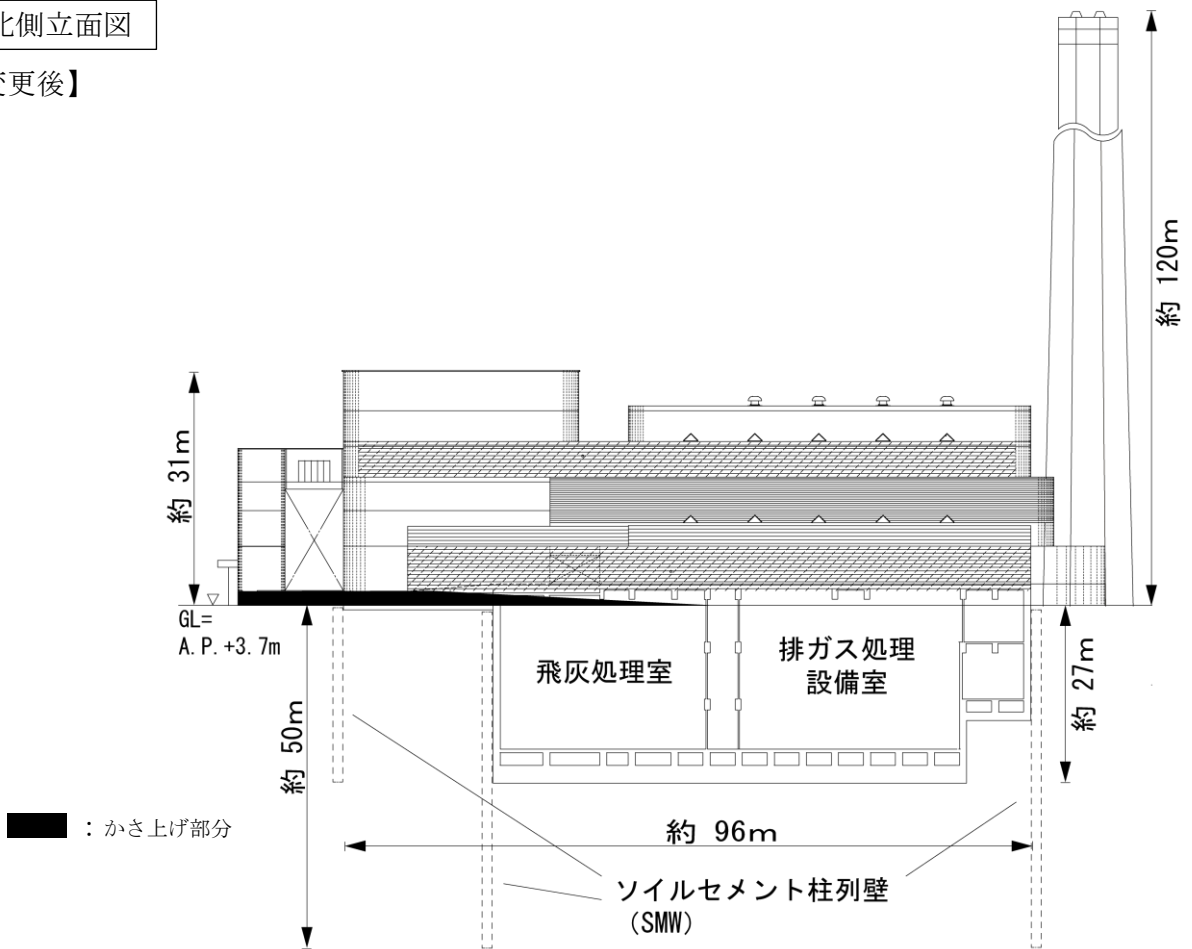 北側立面図
変更後】
約 120m
約 31m
GL=
A.P.+3.7m
飛灰処理室
排ガス処理
設備室
約 27m
約 50m
：かさ上げ部分
約 96m
ソイルセメント柱列壁
(SMW)